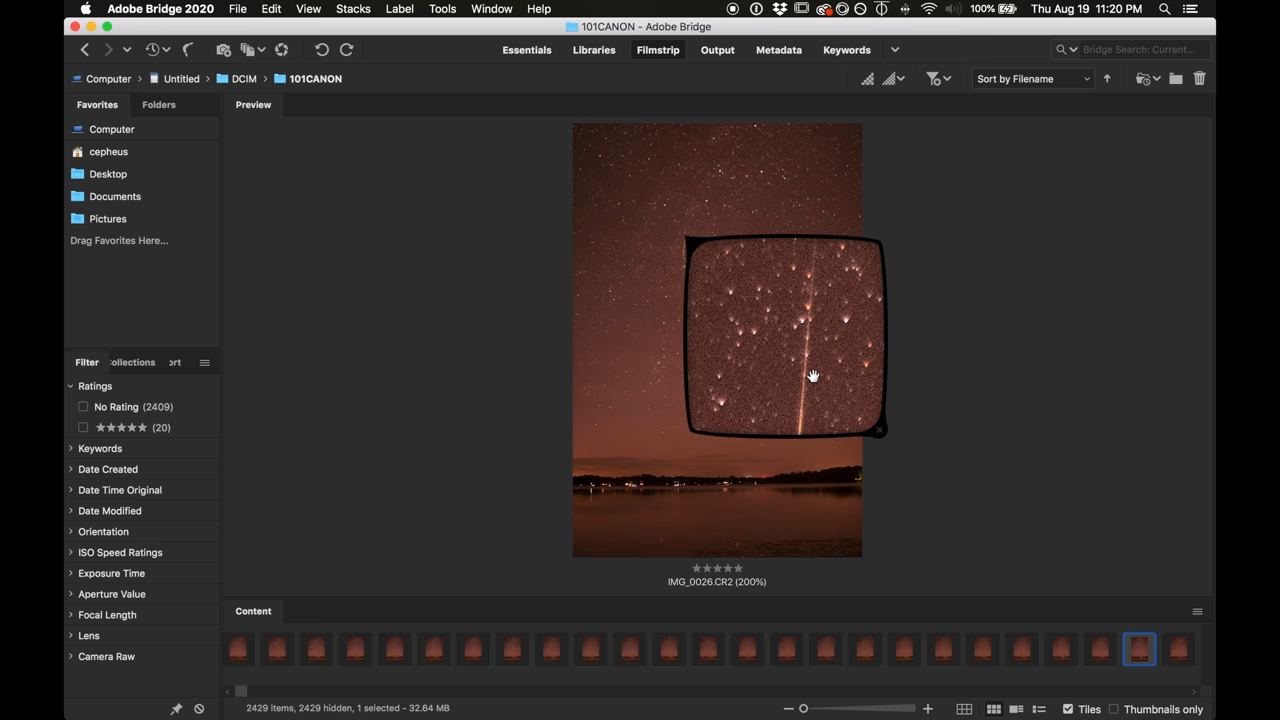 Adobe Bridge 2020 File Edit View Stacks Labels Tools Window Help 100% Thu Aug 19 11:20 PM
101CANON - Adobe Bridge
Essentials Libraries Filmstrip Output Metadata Keywords Bridge Search: Current...
Computer Untitled DCIM 101CANON Sort by Filename
Favorites Folders Preview
Computer
cepheus
Desktop
Documents
Pictures
Drag Favorites Here...
Filter ollections ort
Ratings
No Rating (2409)
★★★★★ (20)
Keywords
Date Created
Date Time Original
Date Modified
Orientation
ISO Speed Ratings
Exposure Time
Aperture Value
Focal Length
Lens
Camera Raw
IMG_0026.CR2 (200%)
Content
2429 items, 2429 hidden, 1 selected - 32.64 MB Tiles Thumbnails only